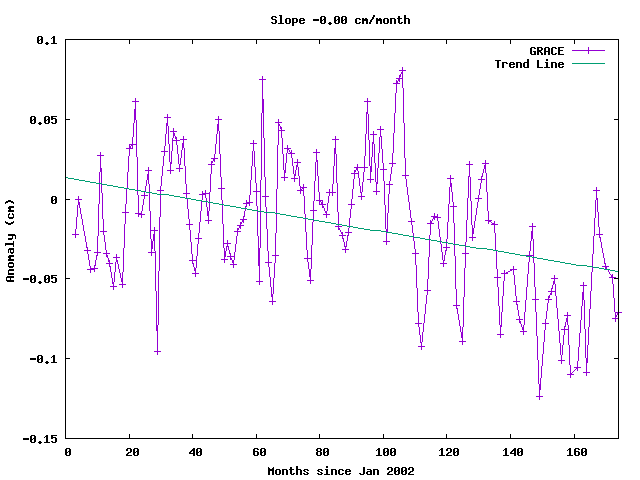 Slope -0.00 cm/month
GRACE
Trend Line
0.1
0.05
0
-0.05
-0.1
-0.15
Anomaly (cm)
0 20 40 60 80 100 120 140 160
Months since Jan 2002